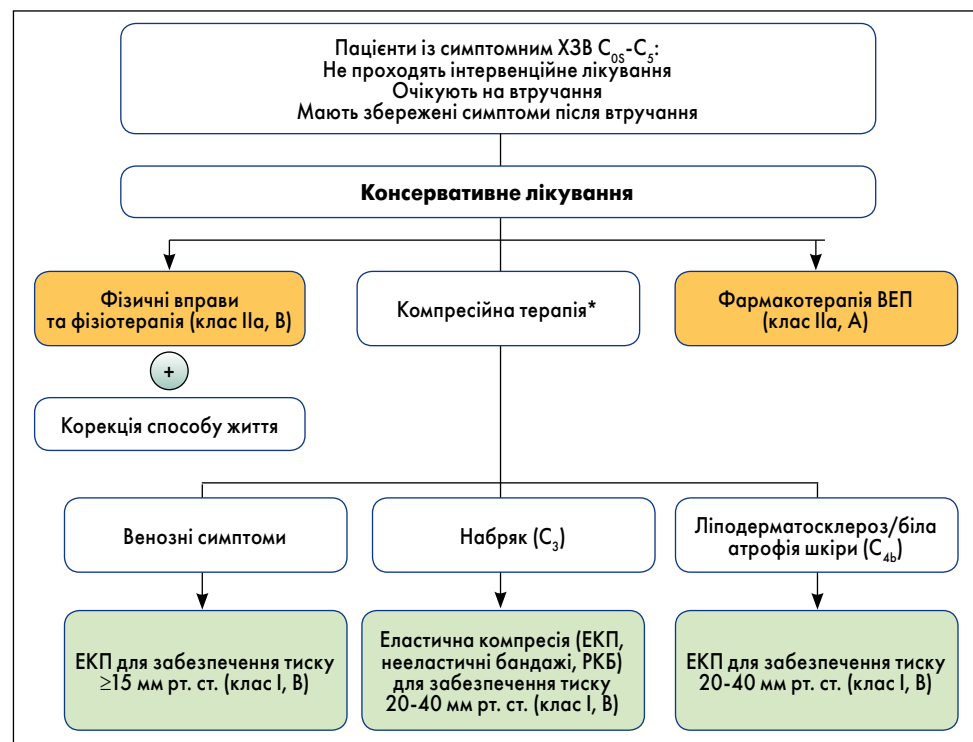 Пацієнти із симптомним ХЗВ C0S-C5:
Не проходять інтервенційне лікування
Очікують на втручання
Мають збережені симптоми після втручання
Консервативне лікування
Фізичні вправи
та фізіотерапія (клас IIa, B)
+
Корекція способу життя
Компресійна терапія*
Фармакотерапія ВЕП
(клас IIa, A)
Венозні симптоми
Набряк (C3)
Ліподерматосклероз/біла
атрофія шкіри (C4b)
ЕКП для забезпечення тиску
≥15 мм рт. ст. (клас I, B)
Еластична компресія (ЕКП,
нееластичні бандажі, РКБ)
для забезпечення тиску
20-40 мм рт. ст. (клас I, B)
ЕКП для забезпечення тиску
20-40 мм рт. ст. (клас I, B)